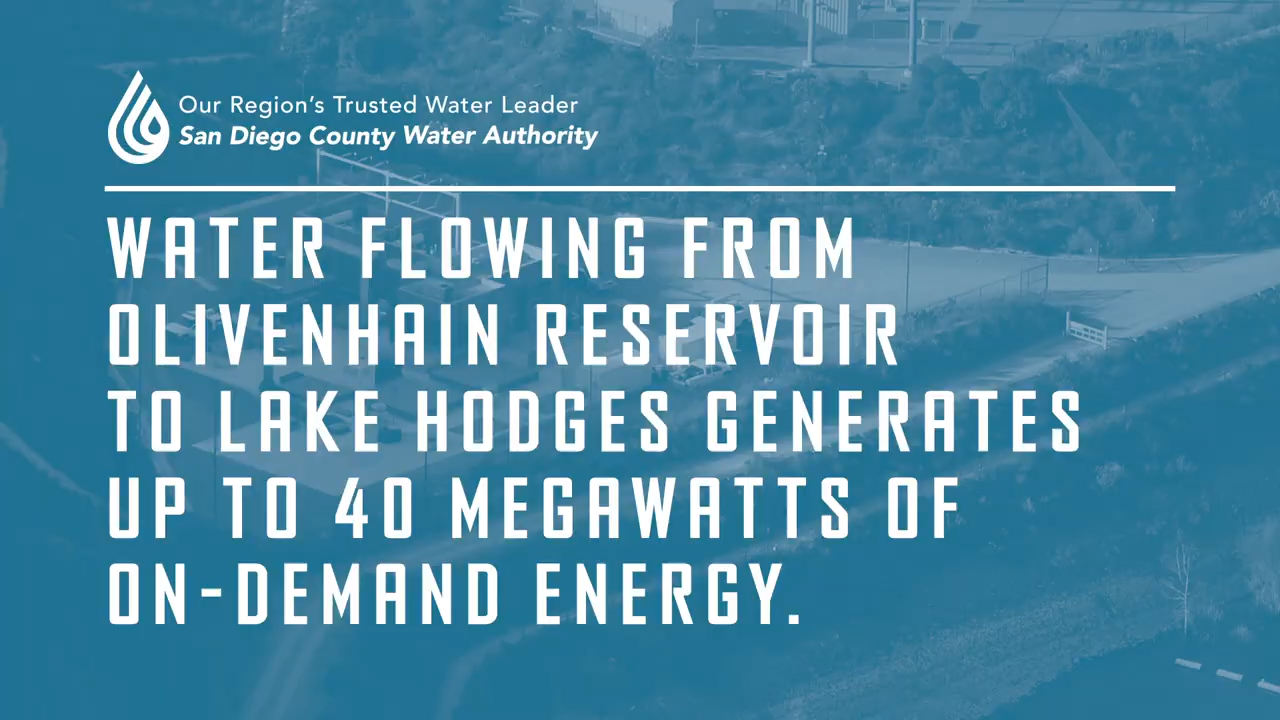 Our Region's Trusted Water Leader
San Diego County Water Authority
WATER FLOWING FROM
OLIVENHAIN RESERVOIR
TO LAKE HODGES GENERATES
UP TO 40 MEGAWATTS OF
ON-DEMAND ENERGY.